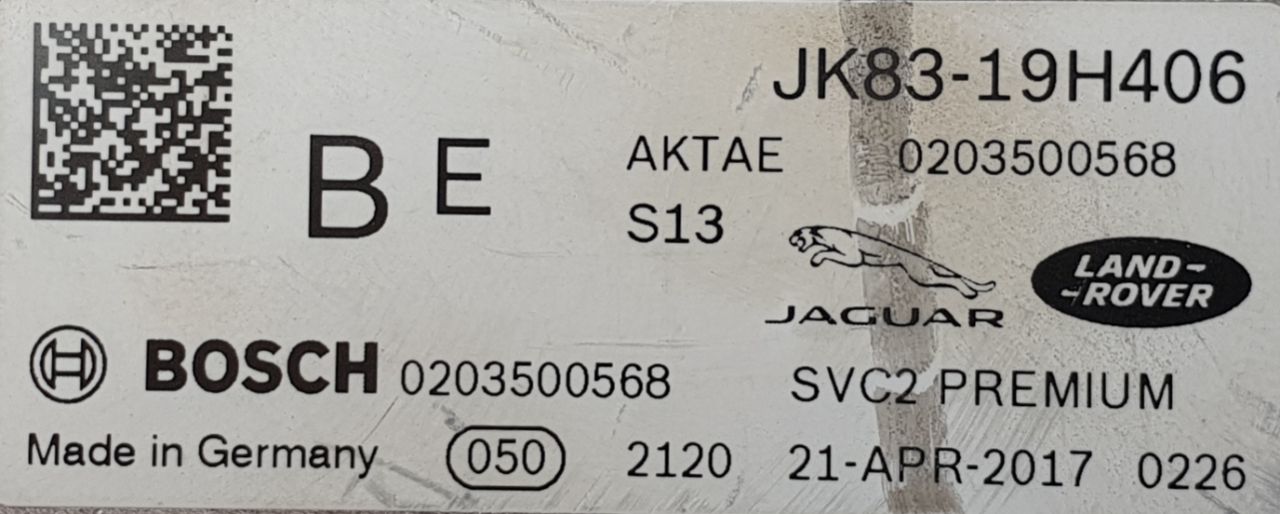 JK83-19H406
B E AKTAE 0203500568
S13
JAGUAR LAND-
-ROVER
BOSCH 0203500568 SVC2 PREMIUM
Made in Germany 050 2120 21-APR-2017 0226